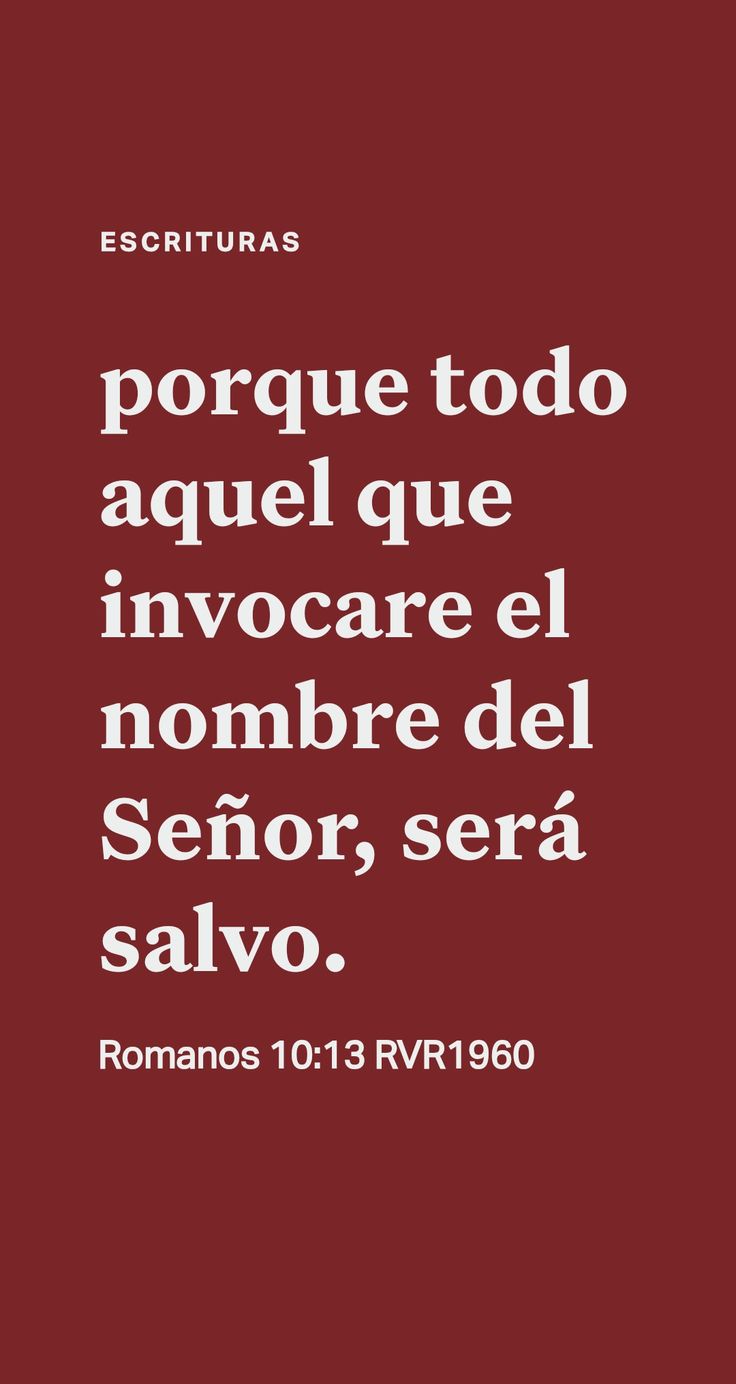 ESCRITURAS
porque todo
aquel que
invocare el
nombre del
Señor, será
salvo.
Romanos 10:13 RVR1960